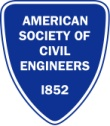 AMERICAN
SOCIETY OF
CIVIL
ENGINEERS
1852